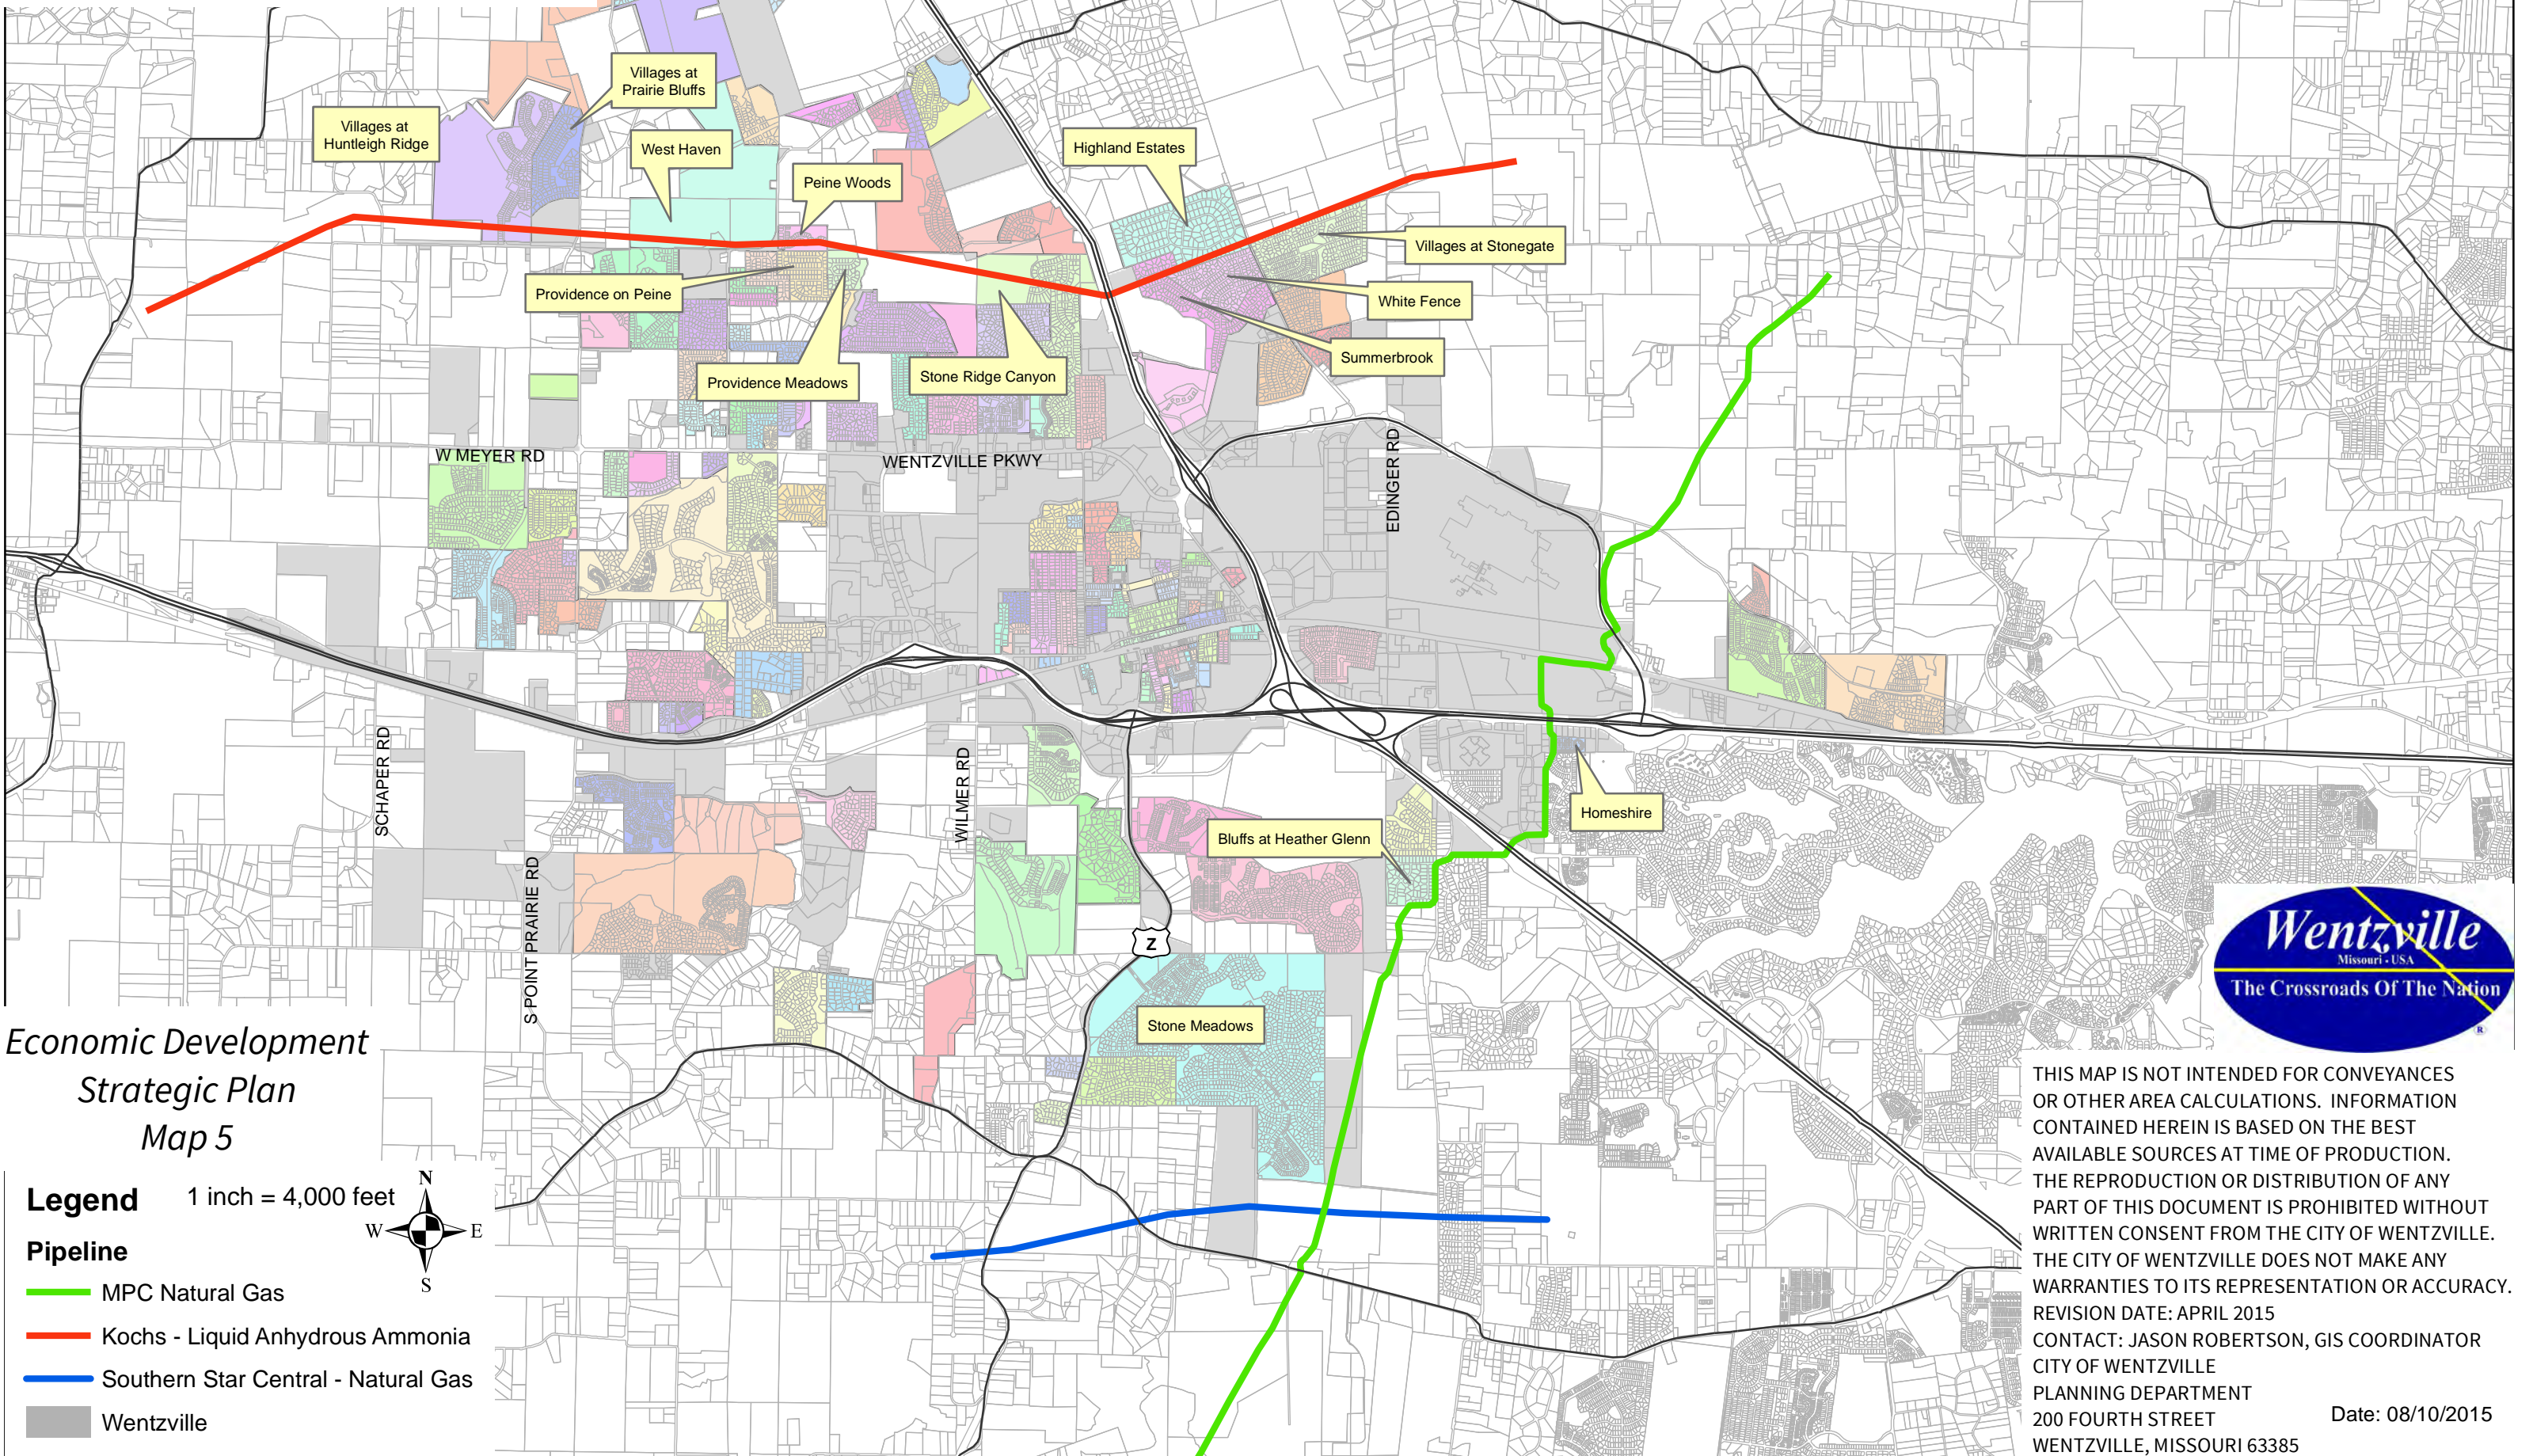 Villages at
Prairie Bluffs
Villages at
Huntleigh Ridge
West Haven
Peine Woods
Highland Estates
Villages at Stonegate
Providence on Peine
White Fence
Summerbrook
Providence Meadows
Stone Ridge Canyon
W MEYER RD
WENTZVILLE PKWY
EDINGER RD
SCHAPER RD
WILMER RD
S POINT PRAIRIE RD
Homeshire
Bluffs at Heather Glenn
Z
Stone Meadows
Wentzville
Missouri - USA
The Crossroads Of The Nation
®
Economic Development
Strategic Plan
Map 5
Legend
1 inch = 4,000 feet
N
W
E
S
Pipeline
MPC Natural Gas
Kochs - Liquid Anhydrous Ammonia
Southern Star Central - Natural Gas
Wentzville
THIS MAP IS NOT INTENDED FOR CONVEYANCES
OR OTHER AREA CALCULATIONS. INFORMATION
CONTAINED HEREIN IS BASED ON THE BEST
AVAILABLE SOURCES AT TIME OF PRODUCTION.
THE REPRODUCTION OR DISTRIBUTION OF ANY
PART OF THIS DOCUMENT IS PROHIBITED WITHOUT
WRITTEN CONSENT FROM THE CITY OF WENTZVILLE.
THE CITY OF WENTZVILLE DOES NOT MAKE ANY
WARRANTIES TO ITS REPRESENTATION OR ACCURACY.
REVISION DATE: APRIL 2015
CONTACT: JASON ROBERTSON, GIS COORDINATOR
CITY OF WENTZVILLE
PLANNING DEPARTMENT
200 FOURTH STREET
WENTZVILLE, MISSOURI 63385
Date: 08/10/2015